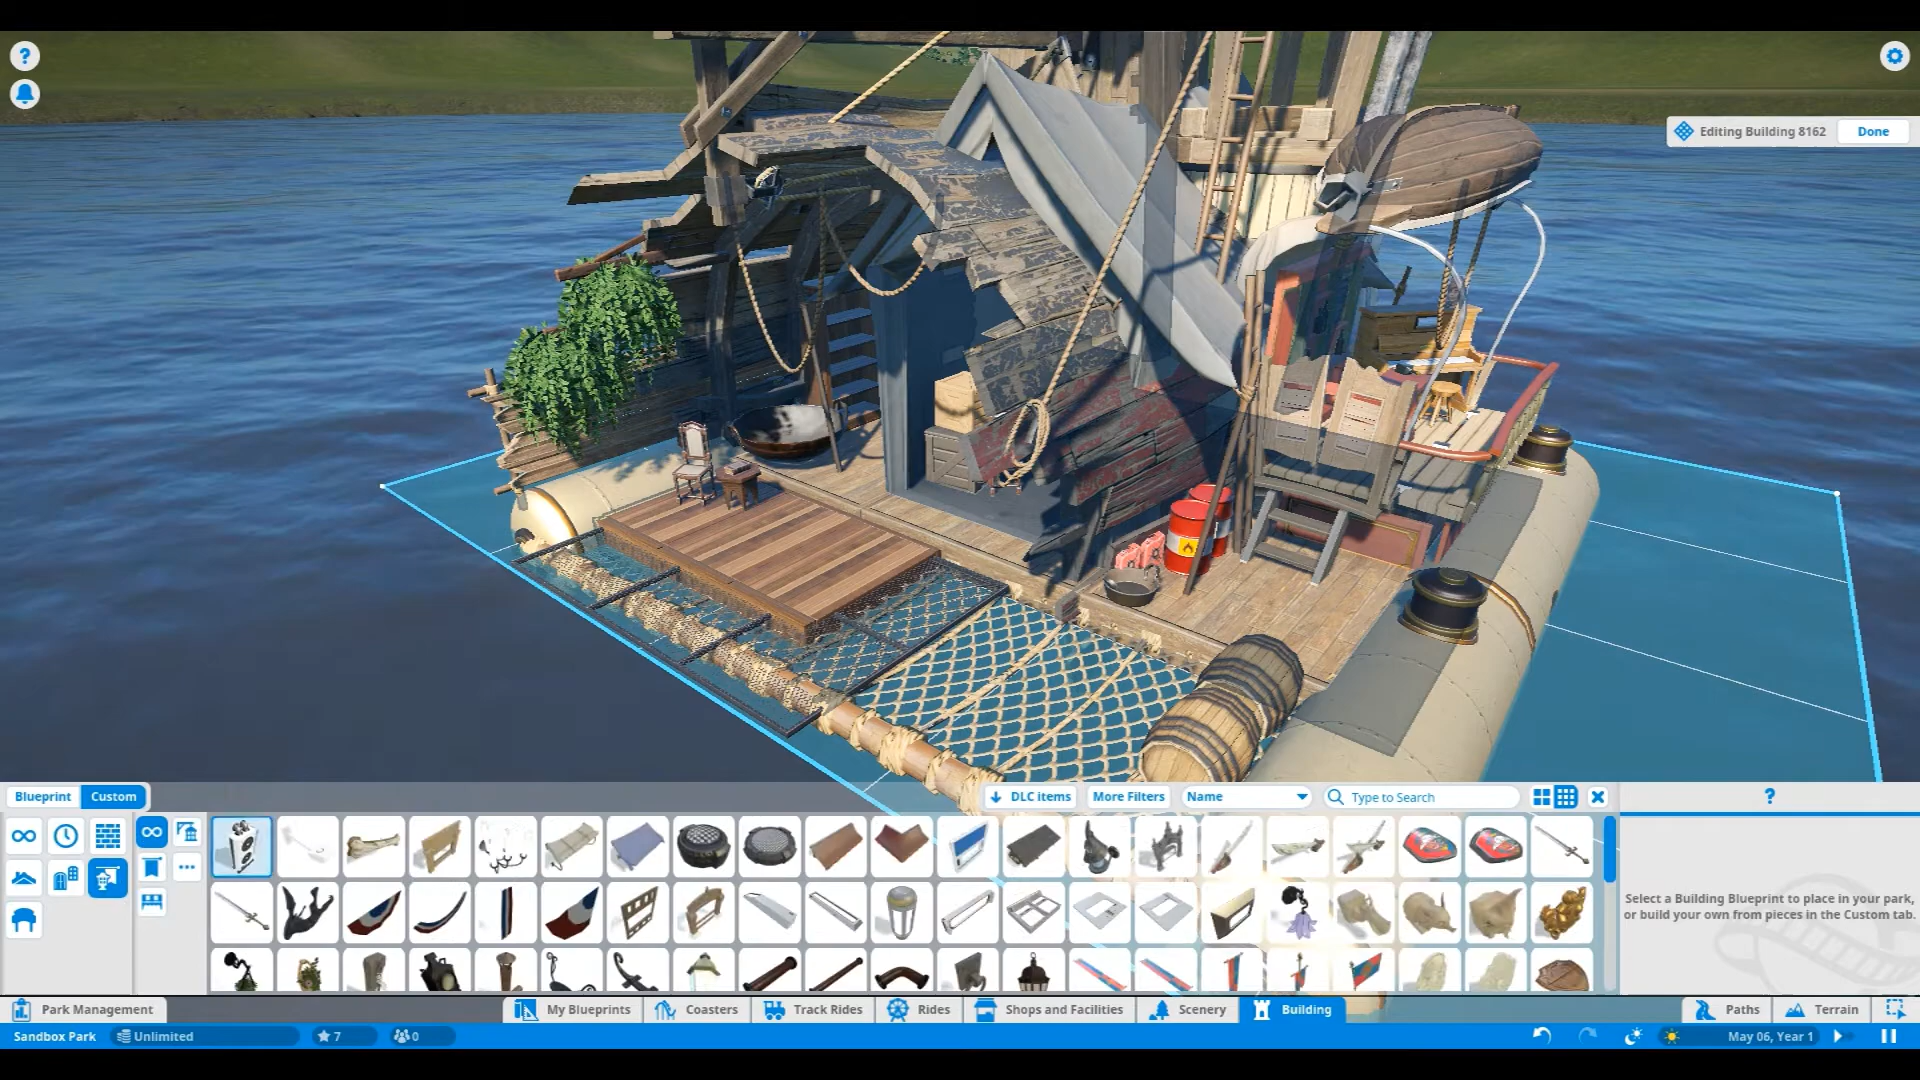 ?
Editing Building 8162
Done
Blueprint
Custom
DLC items
More Filters
Name
Type to Search
?
Select a Building Blueprint to place in your park,
or build your own from pieces in the Custom tab.
Park Management
My Blueprints
Coasters
Track Rides
Rides
Shops and Facilities
Scenery
Building
Paths
Terrain
Sandbox Park
Unlimited
7
0
May 06, Year 1